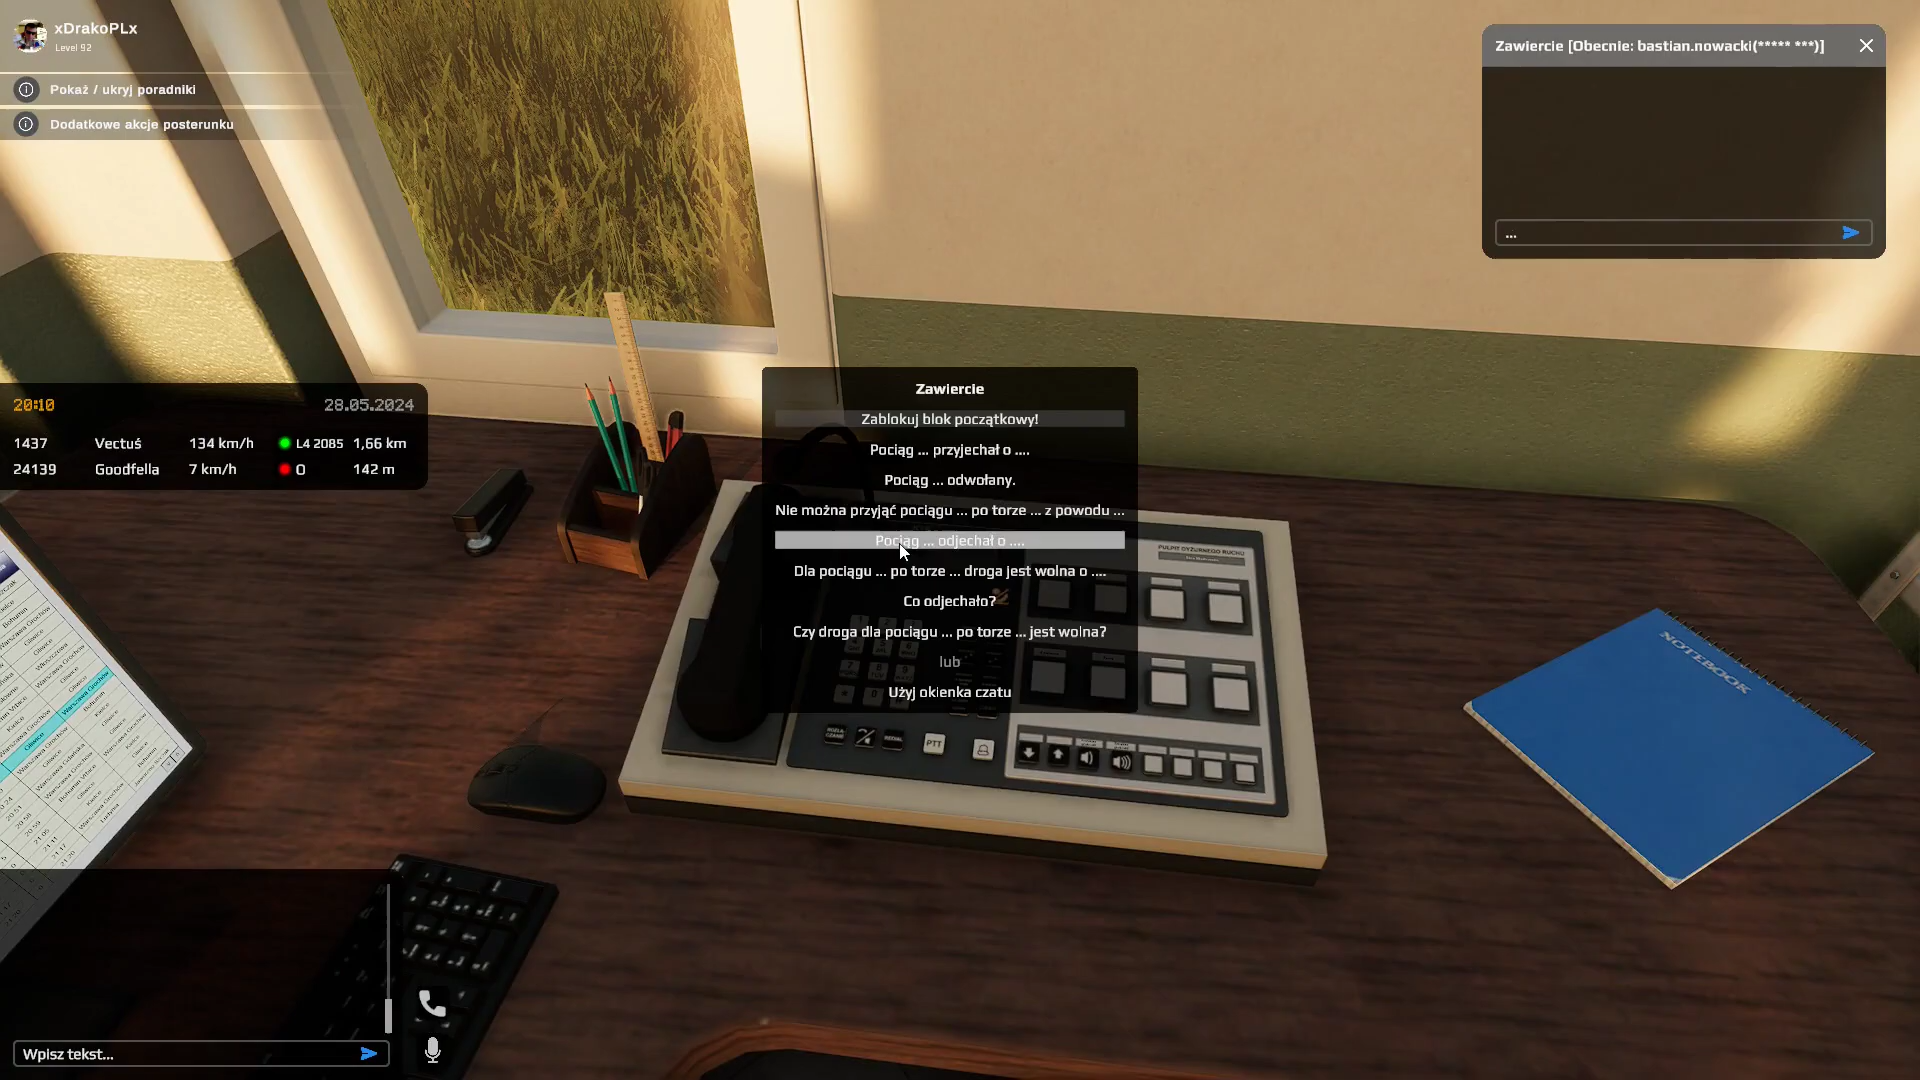 xDrakoPLx
Level 92
Pokaż / ukryj poradniki
Dodatkowe akcje posterunku
Zawiercie [Obecnie: bastian.nowacki(***** ***)]
...
20:10 28.05.2024
1437 Vectuś 134 km/h L4 2085 1,66 km
24139 Goodfella 7 km/h O 142 m
Zawiercie
Zablokuj blok początkowy!
Pociąg ... przyjechał o ....
Pociąg ... odwołany.
Nie można przyjąć pociągu ... po torze ... z powodu ...
Pociąg ... odjechał o ....
Dla pociągu ... po torze ... droga jest wolna o ....
Co odjechało?
Czy droga dla pociągu ... po torze ... jest wolna?
lub
Użyj okienka czatu
PULPIT DYŻURNEGO RUCHU
PTT
NOTEBOOK
Wpisz tekst...